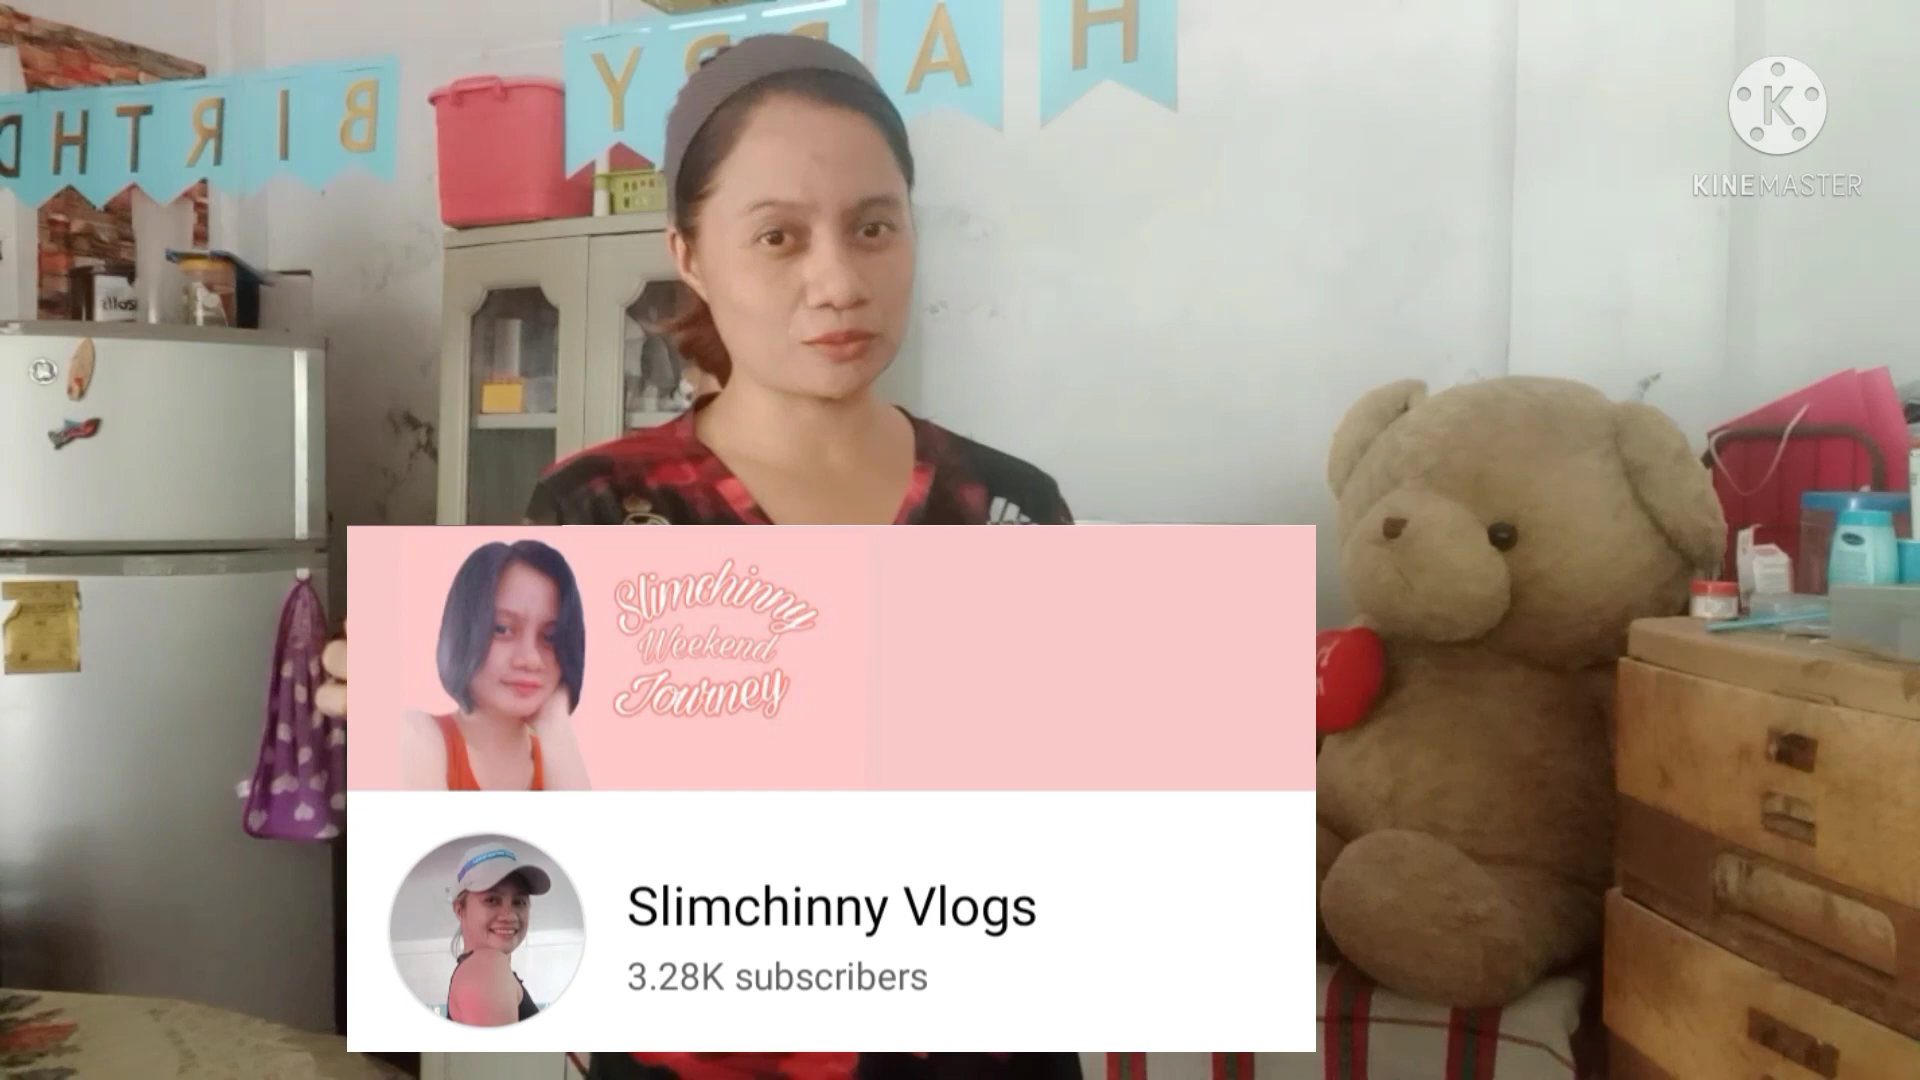 HAPPY
BIRTHD
K
KINEMASTER
Slimchinny
Weekend
Journey
Slimchinny Vlogs
3.28K subscribers